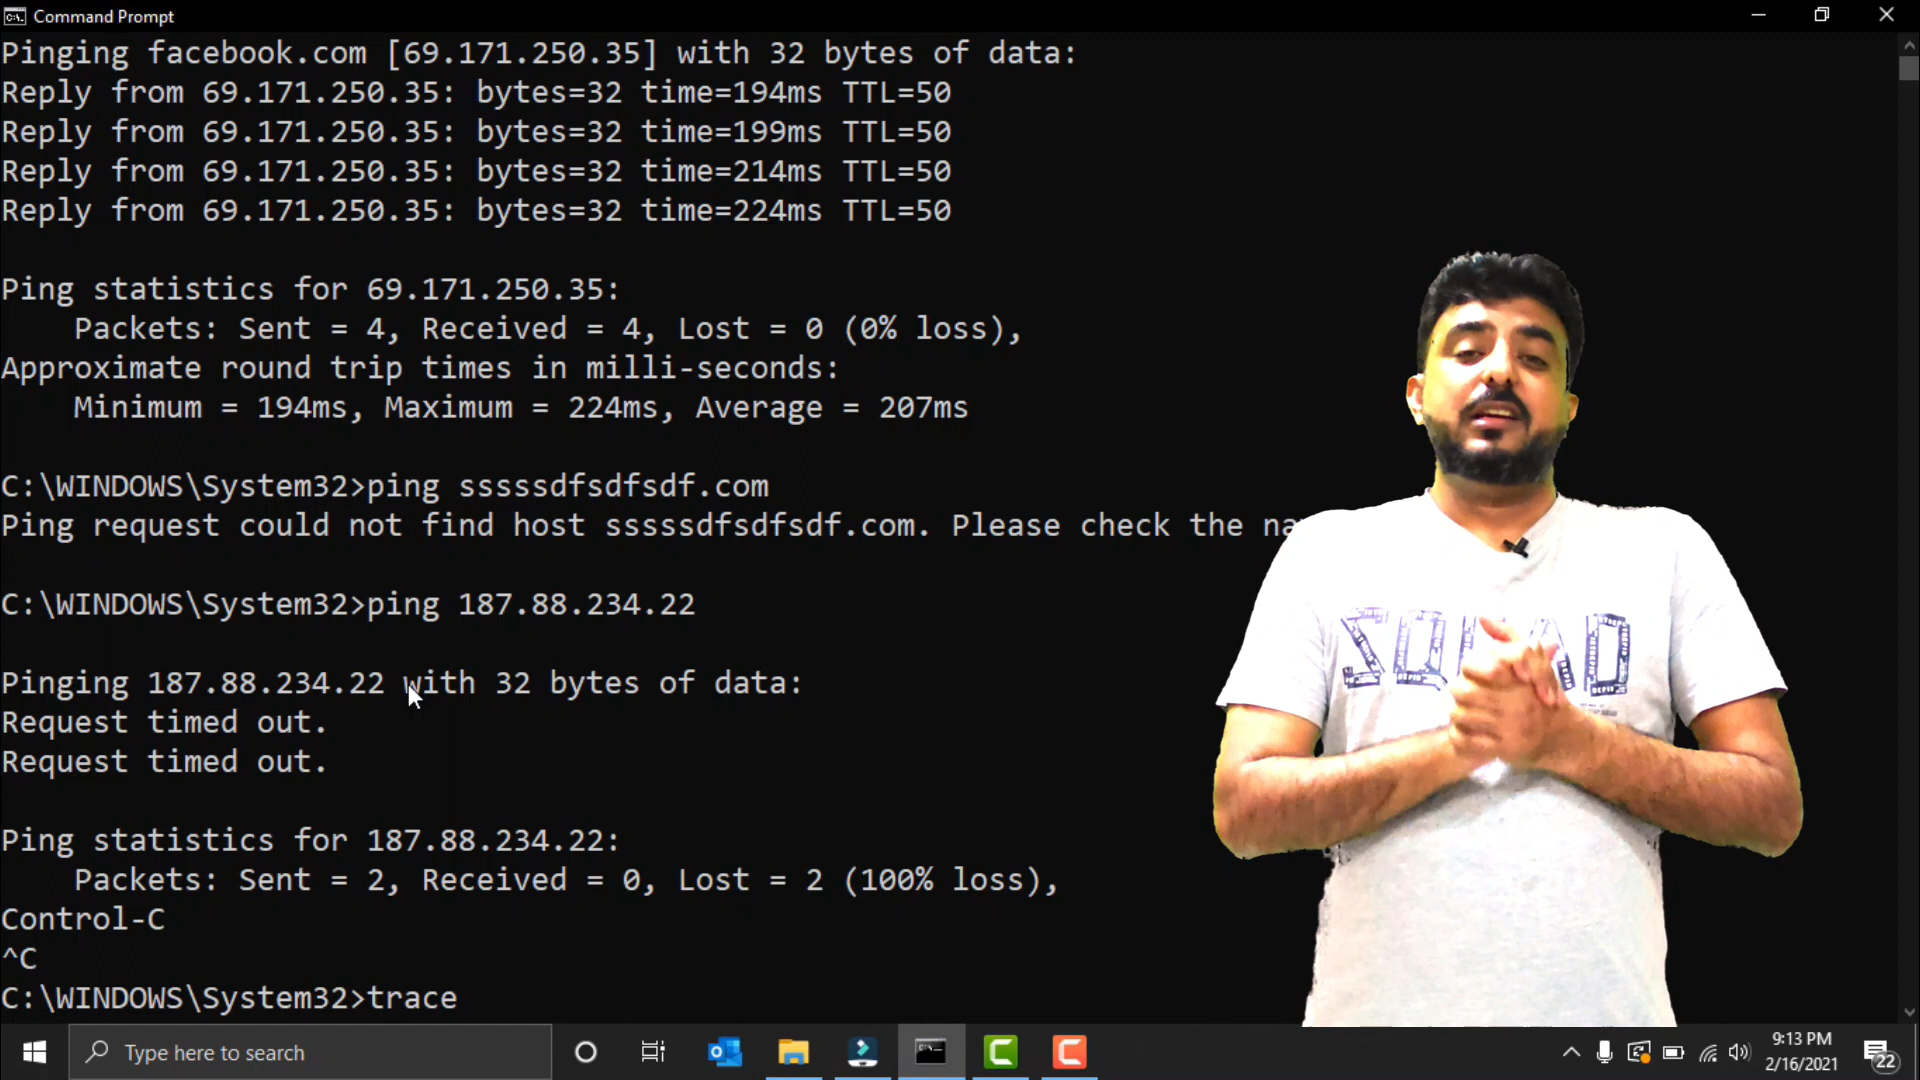 Command Prompt
Pinging facebook.com [69.171.250.35] with 32 bytes of data:
Reply from 69.171.250.35: bytes=32 time=194ms TTL=50
Reply from 69.171.250.35: bytes=32 time=199ms TTL=50
Reply from 69.171.250.35: bytes=32 time=214ms TTL=50
Reply from 69.171.250.35: bytes=32 time=224ms TTL=50
Ping statistics for 69.171.250.35:
Packets: Sent = 4, Received = 4, Lost = 0 (0% loss),
Approximate round trip times in milli-seconds:
Minimum = 194ms, Maximum = 224ms, Average = 207ms
C:\WINDOWS\System32>ping sssssdfsdfsdf.com
Ping request could not find host sssssdfsdfsdf.com. Please check the na
C:\WINDOWS\System32>ping 187.88.234.22
Pinging 187.88.234.22 with 32 bytes of data:
Request timed out.
Request timed out.
Ping statistics for 187.88.234.22:
Packets: Sent = 2, Received = 0, Lost = 2 (100% loss),
Control-C
^C
C:\WINDOWS\System32>trace
Type here to search
9:13 PM
2/16/2021
22